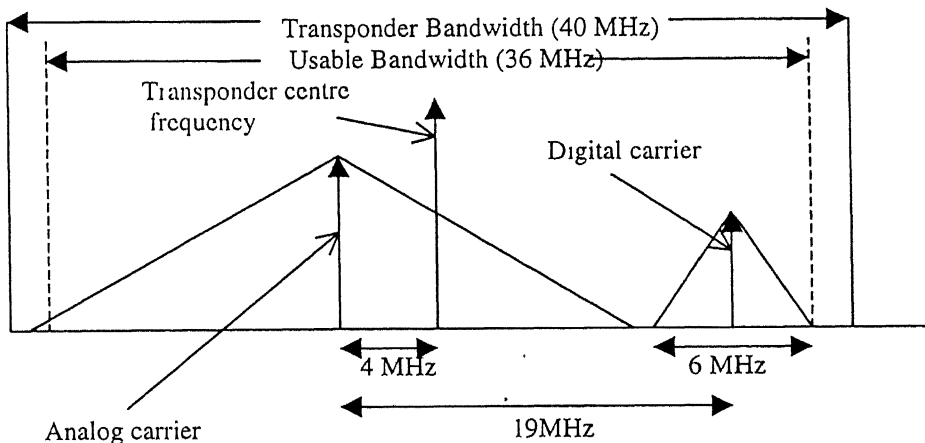 Transponder Bandwidth (40 MHz)
Usable Bandwidth (36 MHz)
Transponder centre
frequency
Digital carrier
4 MHz
6 MHz
19MHz
Analog carrier